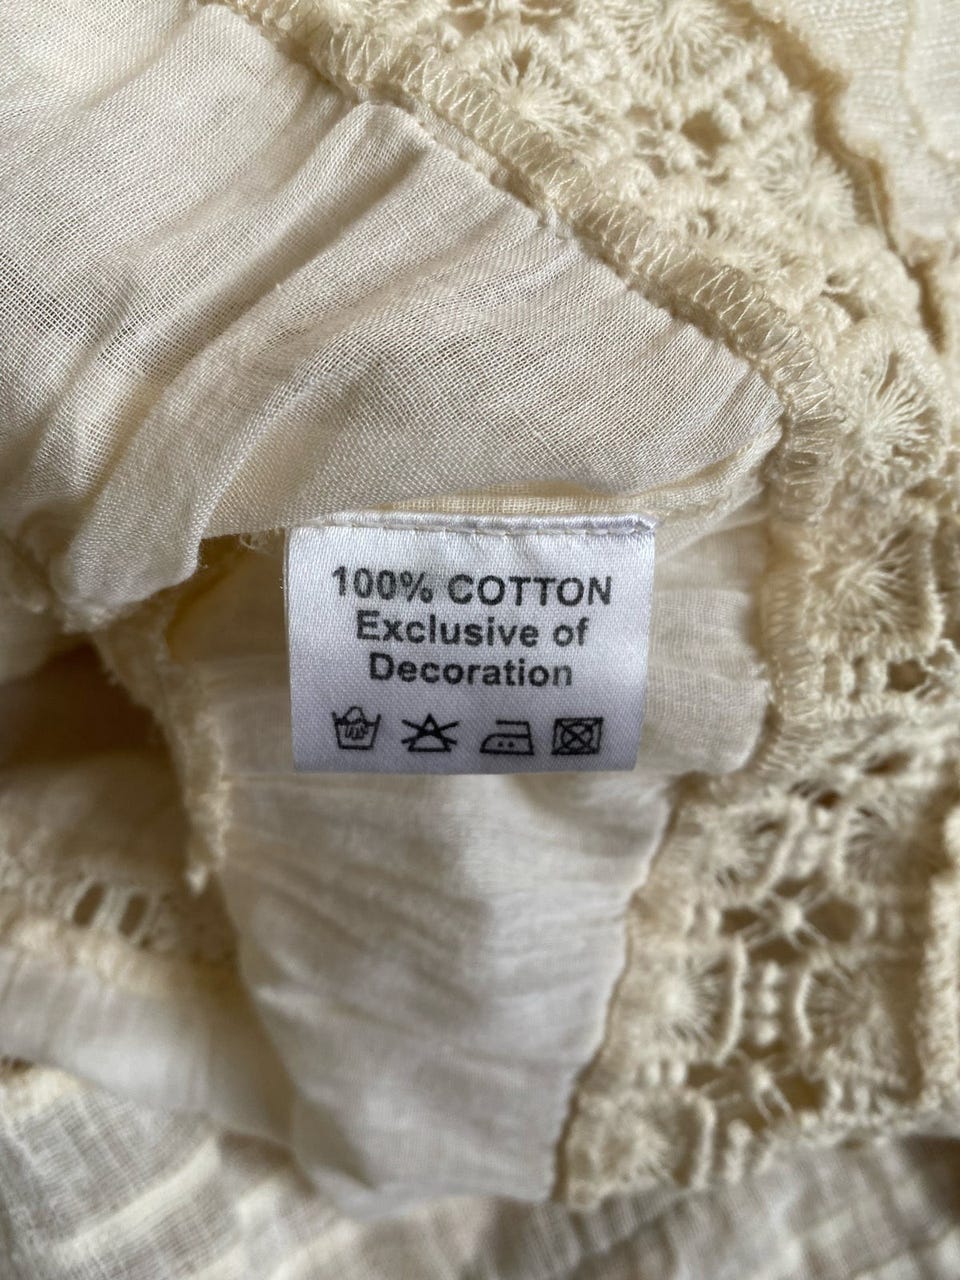 100% COTTON
Exclusive of
Decoration